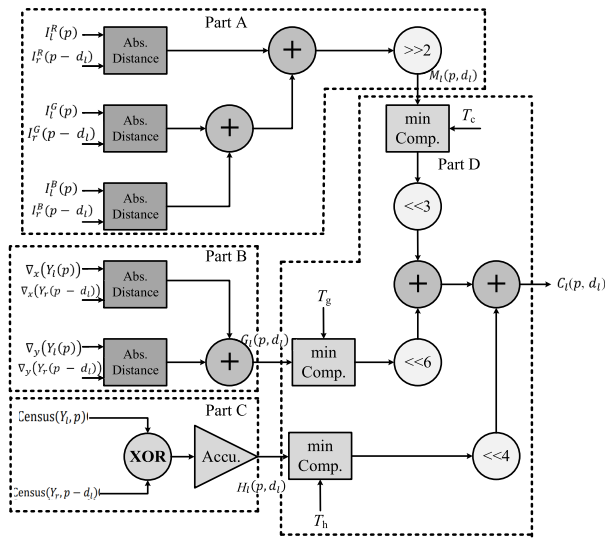 Part A
I_l^R(p)
I_r^R(p − d_l)
Abs.
Distance
+
>>2
M_l(p, d_l)
I_l^G(p)
I_r^G(p − d_l)
Abs.
Distance
+
min
Comp.
T_c
Part D
I_l^B(p)
I_r^B(p − d_l)
Abs.
Distance
<<3
Part B
∇_x(Y_l(p))
∇_x(Y_r(p − d_l))
Abs.
Distance
+
+
C_l(p, d_l)
T_g
∇_y(Y_l(p))
∇_y(Y_r(p − d_l))
Abs.
Distance
+
G_l(p, d_l)
min
Comp.
<<6
Part C
Census(Y_l, p)
XOR
Accu.
min
Comp.
<<4
Census(Y_r, p − d_l)
H_l(p, d_l)
T_h